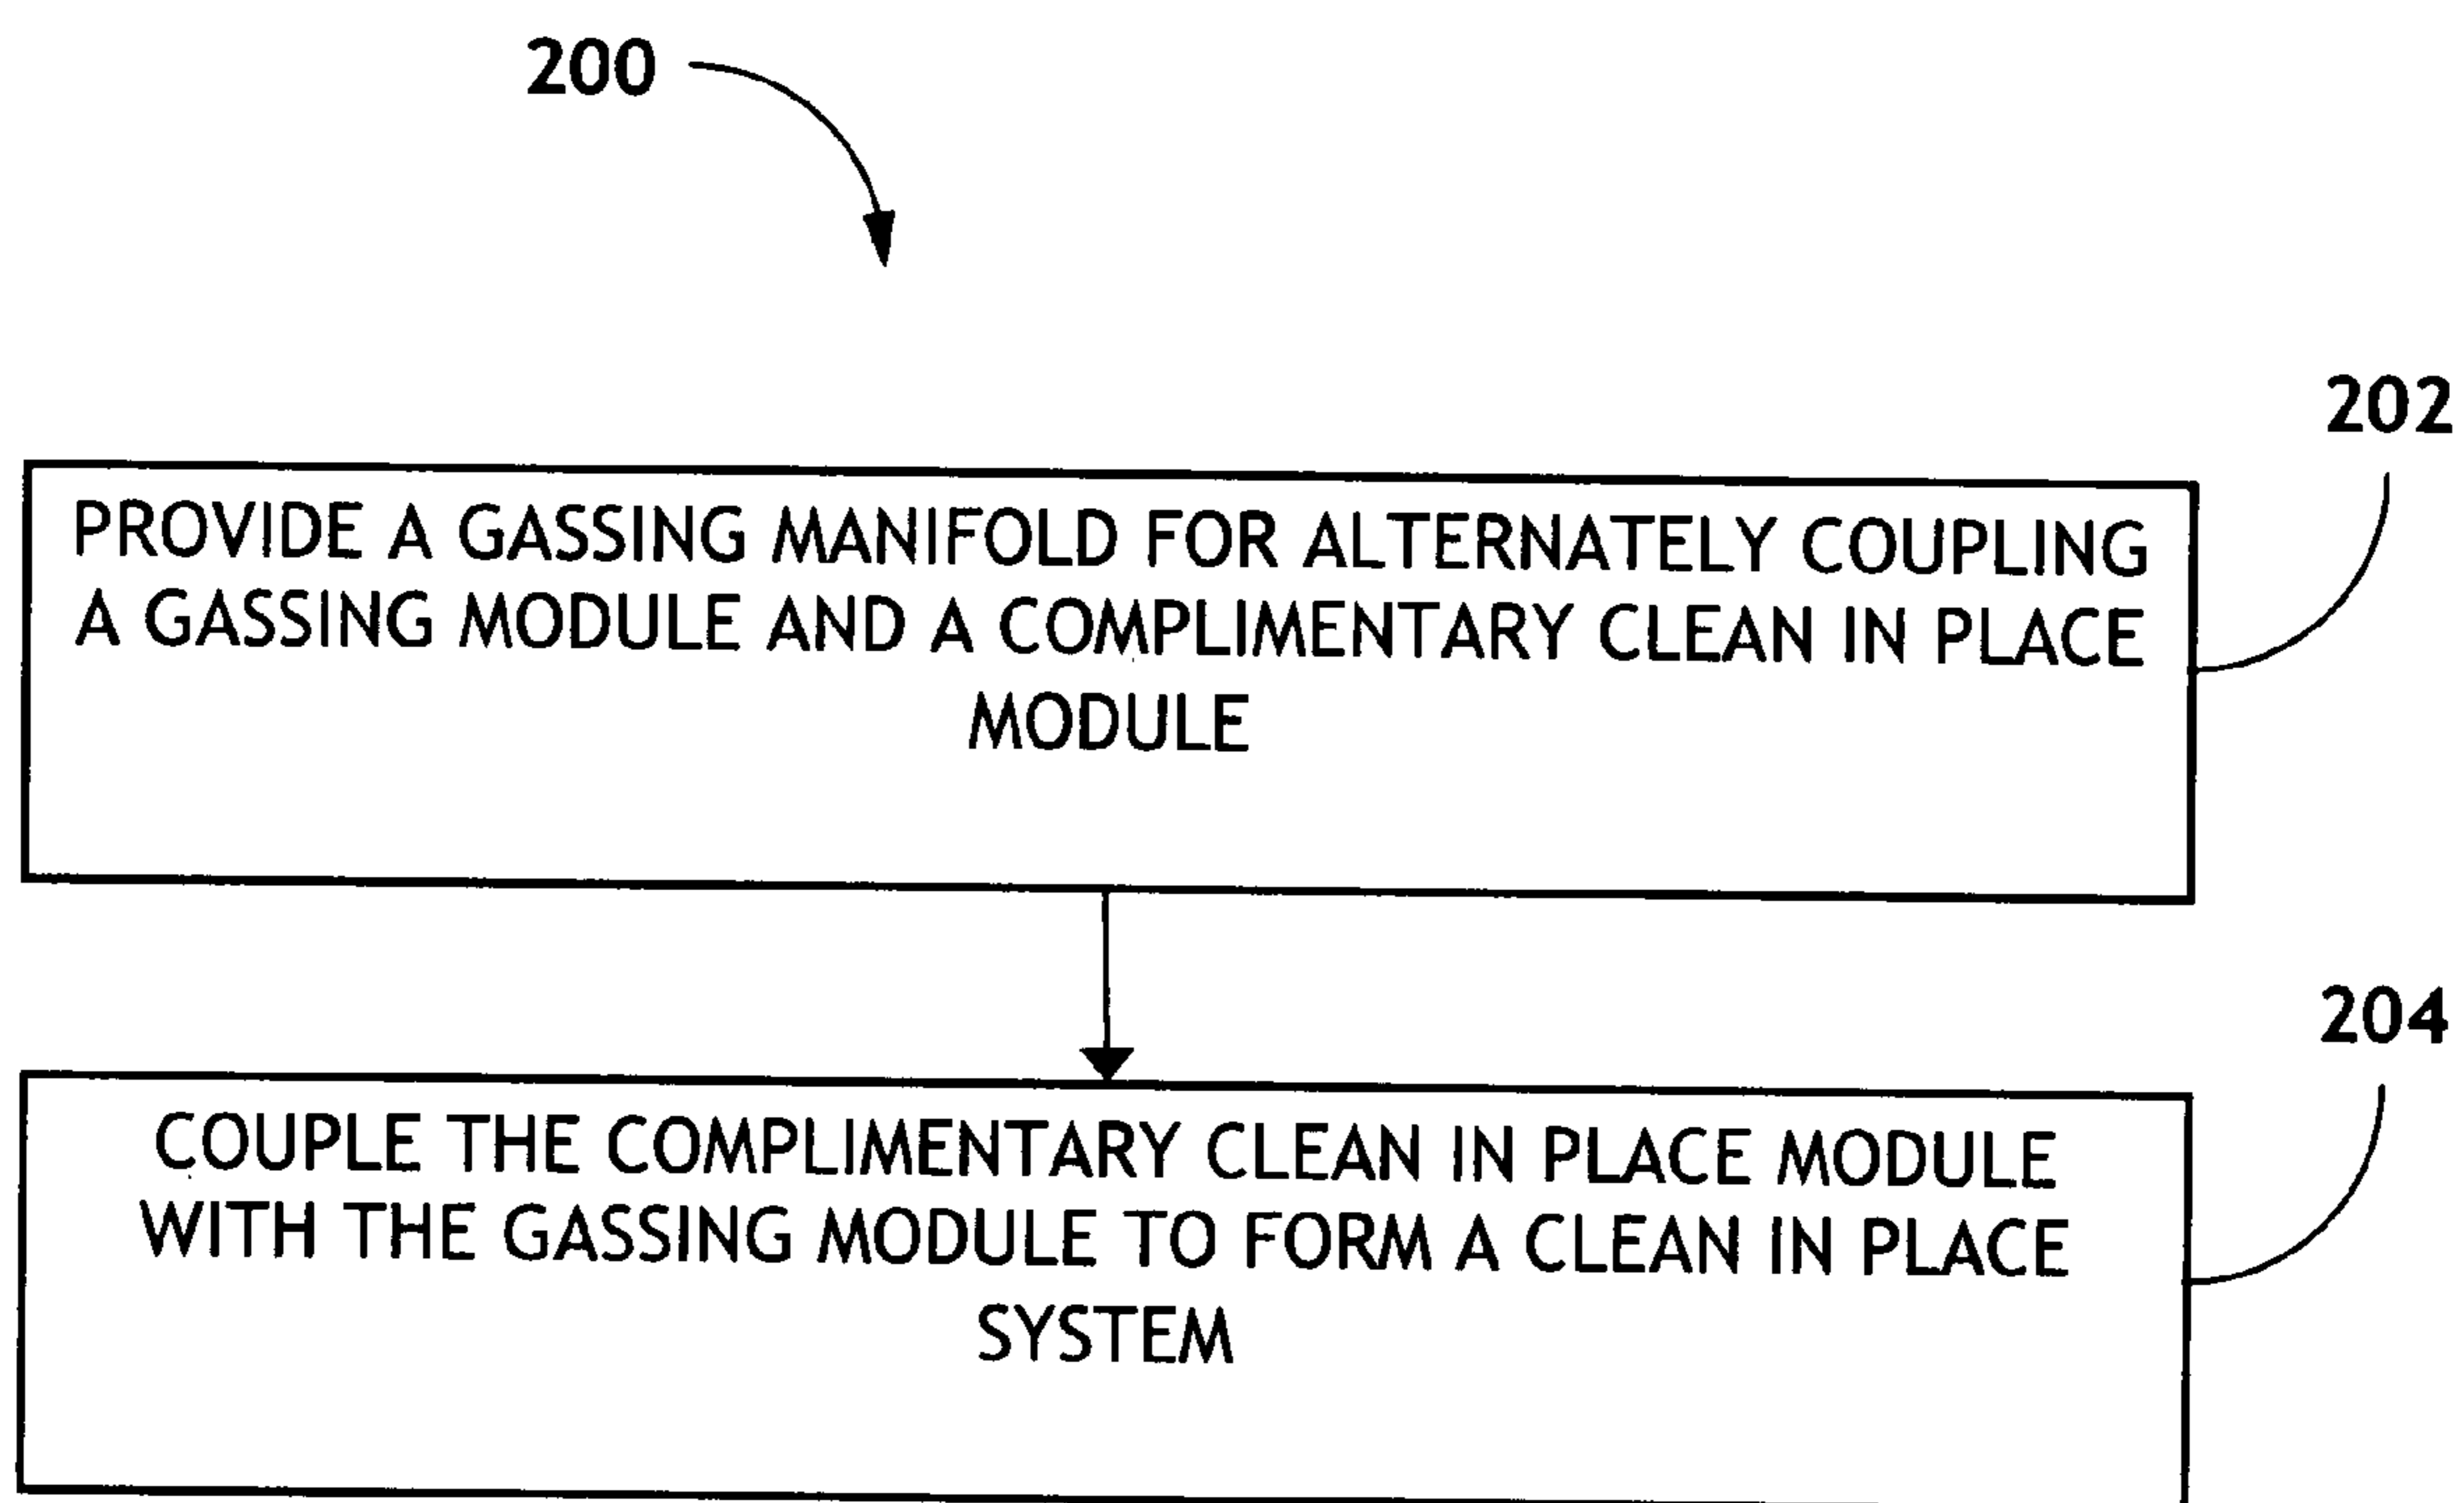 200
202
PROVIDE A GASSING MANIFOLD FOR ALTERNATELY COUPLING
A GASSING MODULE AND A COMPLIMENTARY CLEAN IN PLACE
MODULE
204
COUPLE THE COMPLIMENTARY CLEAN IN PLACE MODULE
WITH THE GASSING MODULE TO FORM A CLEAN IN PLACE
SYSTEM